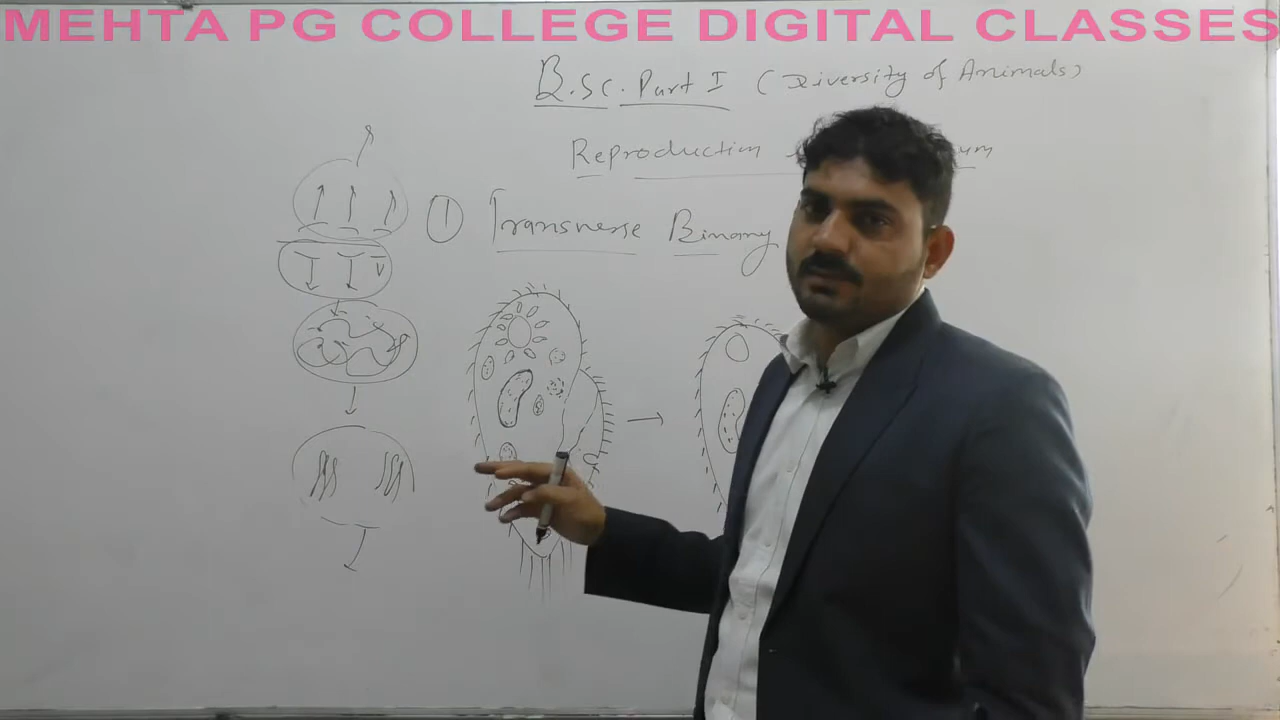 MEHTA PG COLLEGE DIGITAL CLASSES
B.Sc. Part I (Diversity of Animals)
Reproduction
① Transverse Binary